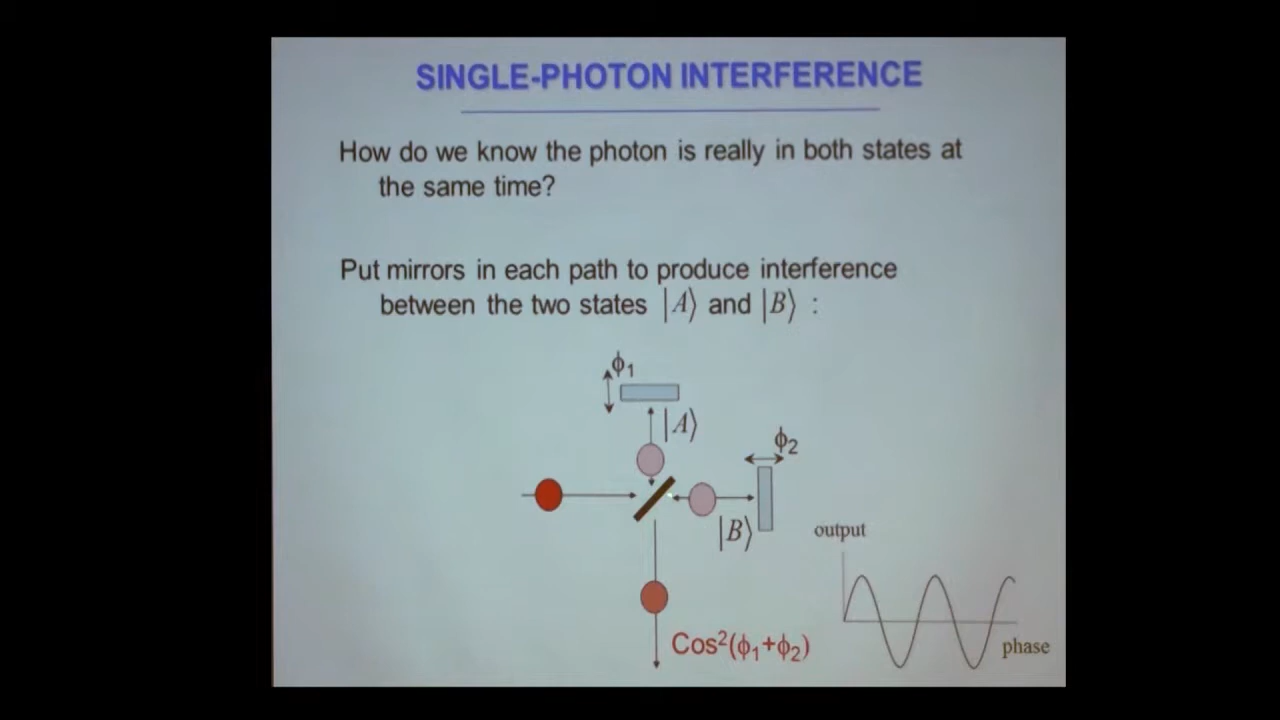 SINGLE-PHOTON INTERFERENCE
How do we know the photon is really in both states at
the same time?
Put mirrors in each path to produce interference
between the two states |A⟩ and |B⟩ :
ϕ1
|A⟩
ϕ2
|B⟩
output
Cos²(ϕ1+ϕ2)
phase